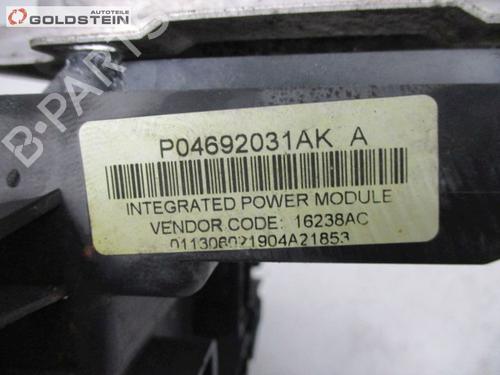 Autoteile
GOLDSTEIN
B-PARTS
P04692031AK A
INTEGRATED POWER MODULE
VENDOR CODE: 16238AC
011306021904A21853